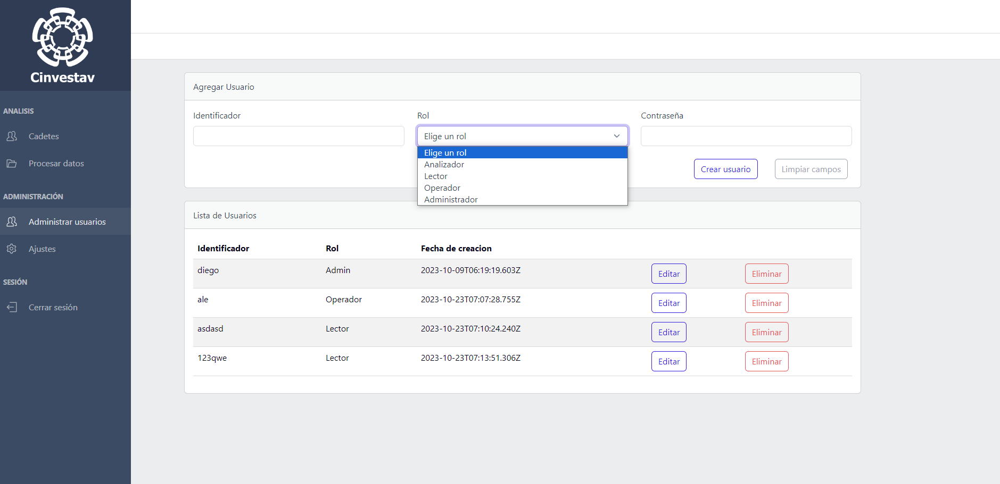 Cinvestav
ANALISIS
Cadetes
Procesar datos
ADMINISTRACIÓN
Administrar usuarios
Ajustes
SESIÓN
Cerrar sesión
Agregar Usuario
Identificador Rol Contraseña
Elige un rol
Elige un rol
Analizador
Lector
Operador
Administrador
Crear usuario Limpiar campos
Lista de Usuarios
Identificador Rol Fecha de creacion
diego Admin 2023-10-09T06:19:19.603Z Editar Eliminar
ale Operador 2023-10-23T07:07:28.755Z Editar Eliminar
asdasd Lector 2023-10-23T07:10:24.240Z Editar Eliminar
123qwe Lector 2023-10-23T07:13:51.306Z Editar Eliminar